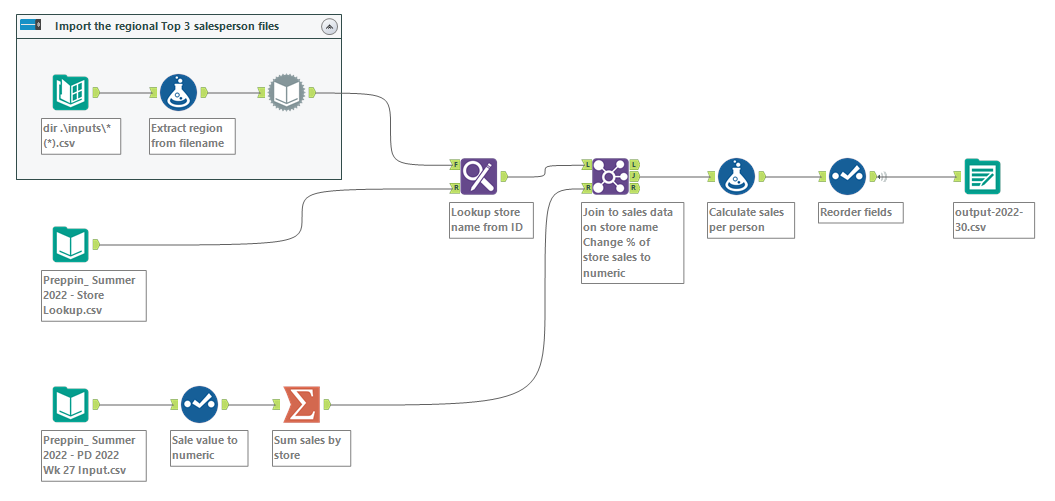 Import the regional Top 3 salesperson files
dir .\inputs\*
(*).csv
Extract region
from filename
F
R
Lookup store
name from ID
L
R
L
J
R
Join to sales data
on store name
Change % of
store sales to
numeric
Calculate sales
per person
Reorder fields
output-2022-
30.csv
Preppin_ Summer
2022 - Store
Lookup.csv
Preppin_ Summer
2022 - PD 2022
Wk 27 Input.csv
Sale value to
numeric
Σ
Sum sales by
store